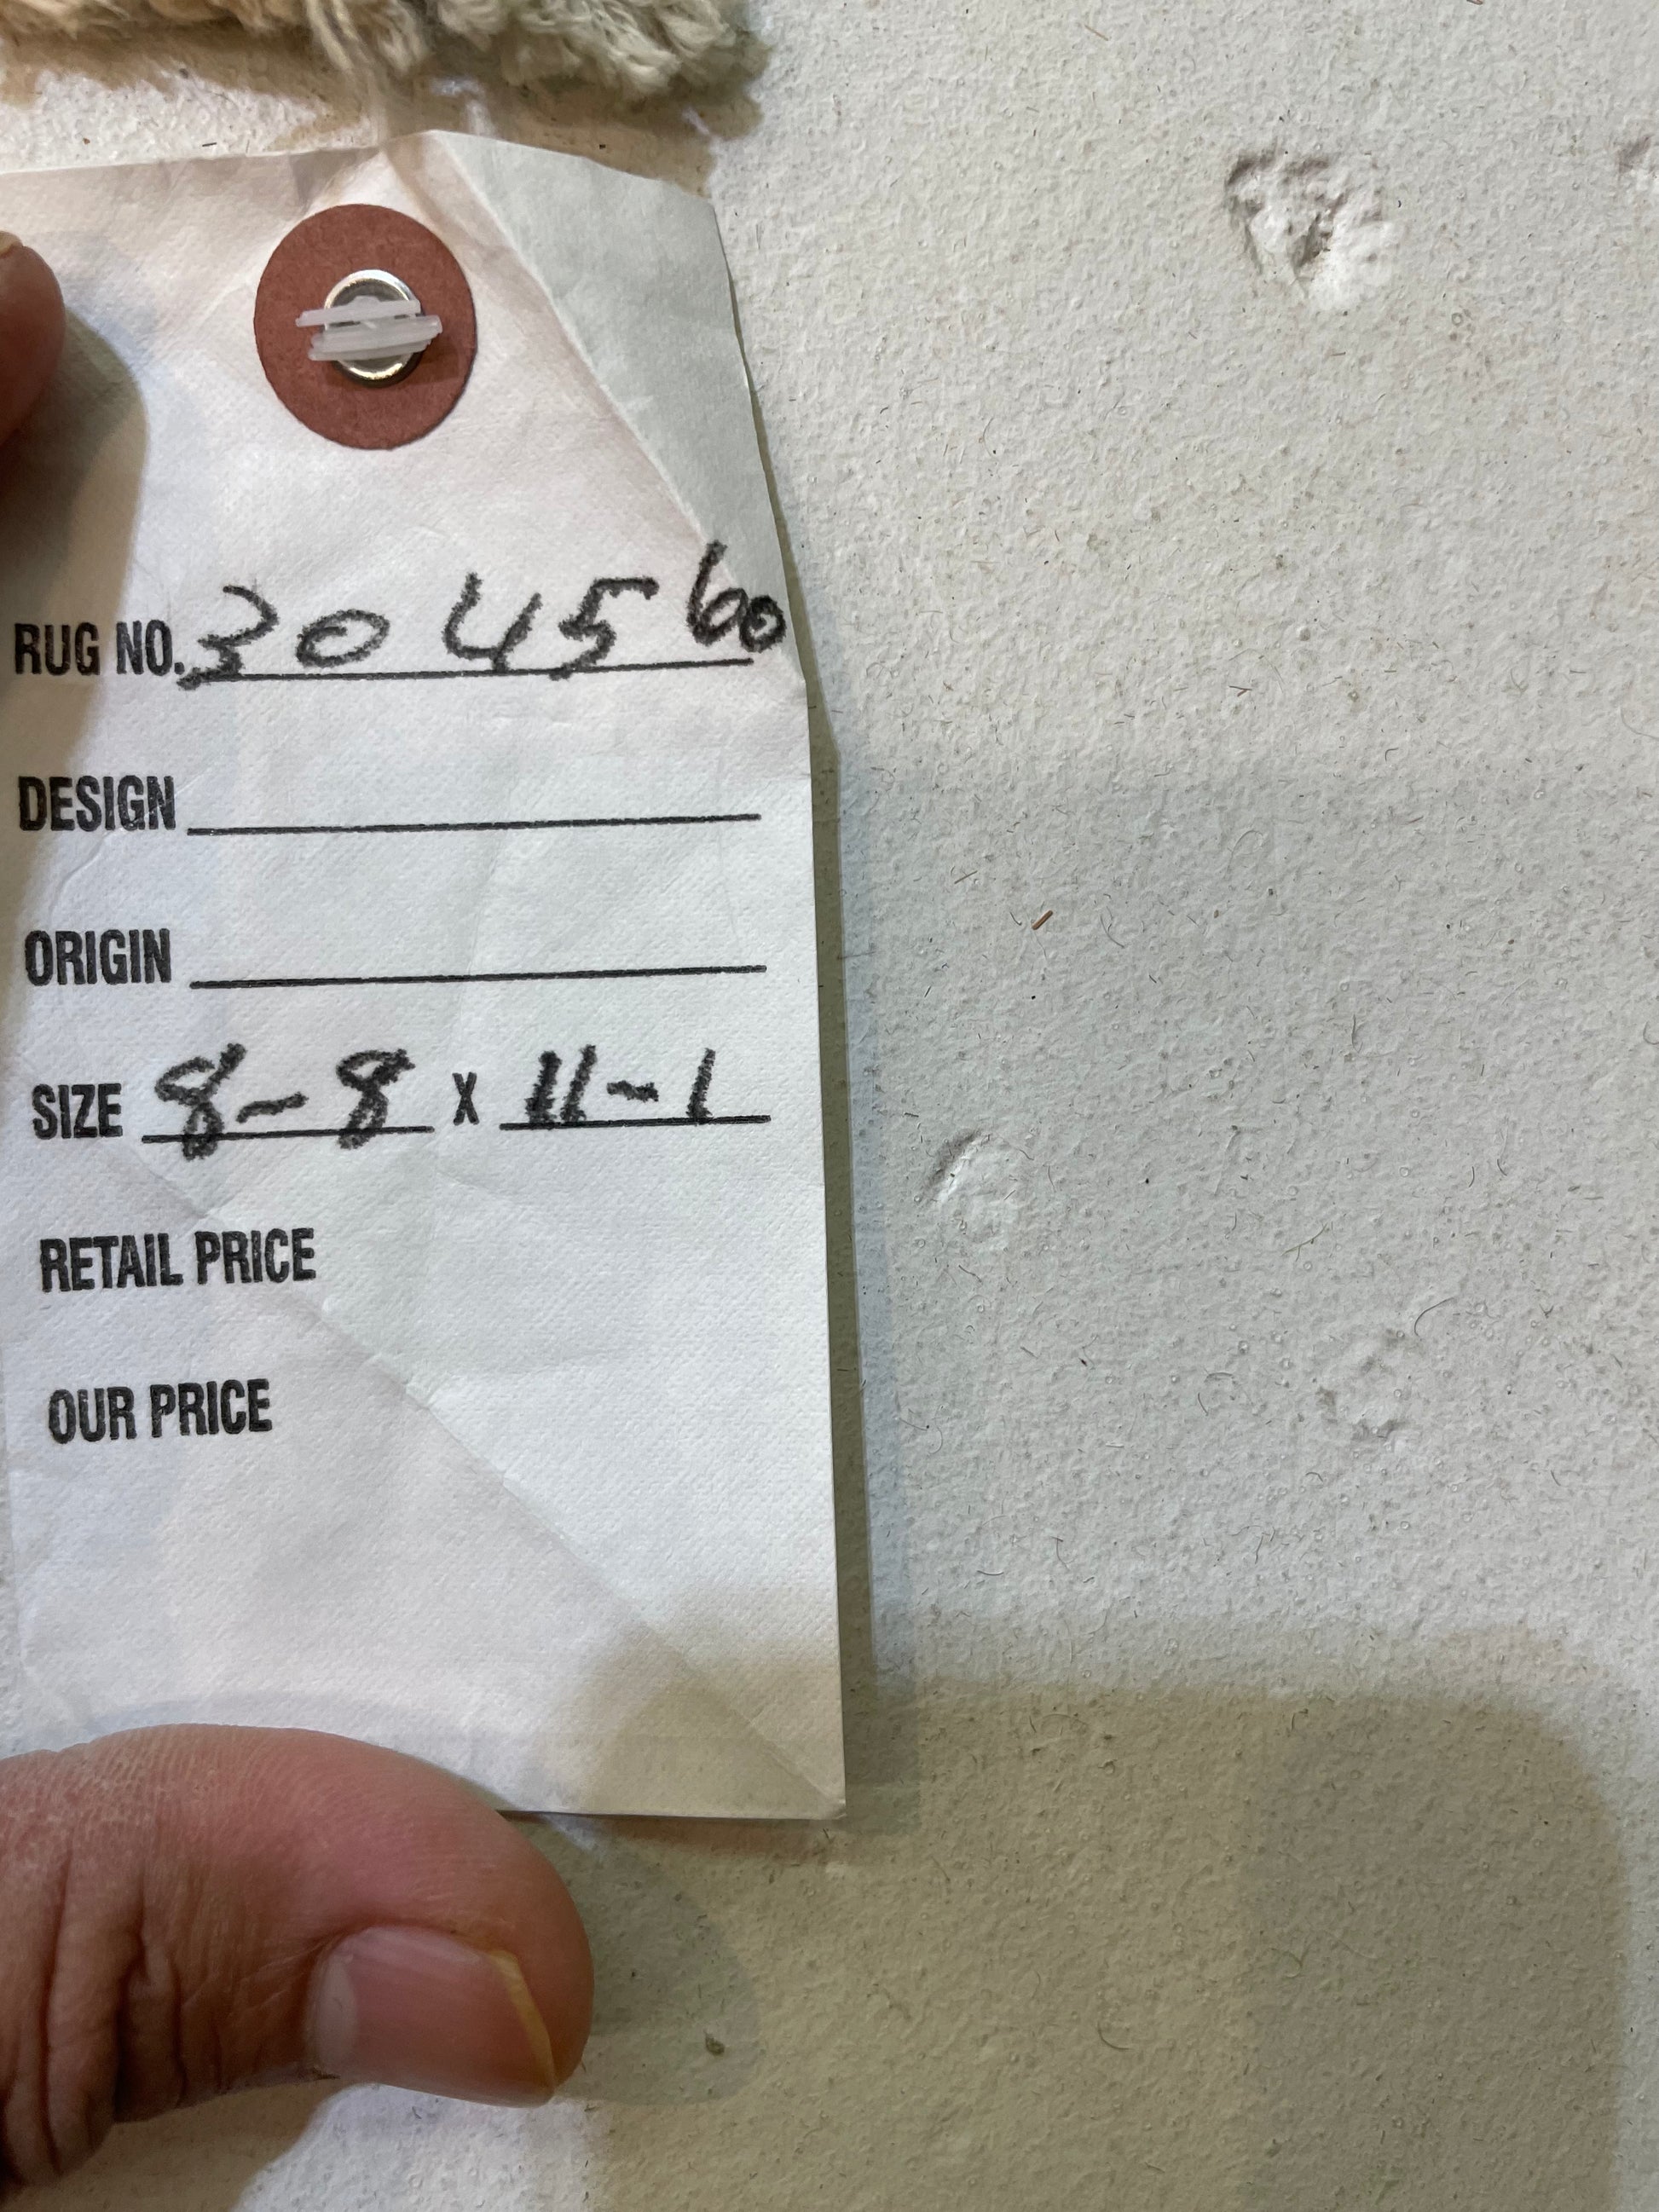 RUG NO. 304560
DESIGN
ORIGIN
SIZE 8-8 X 11-1
RETAIL PRICE
OUR PRICE